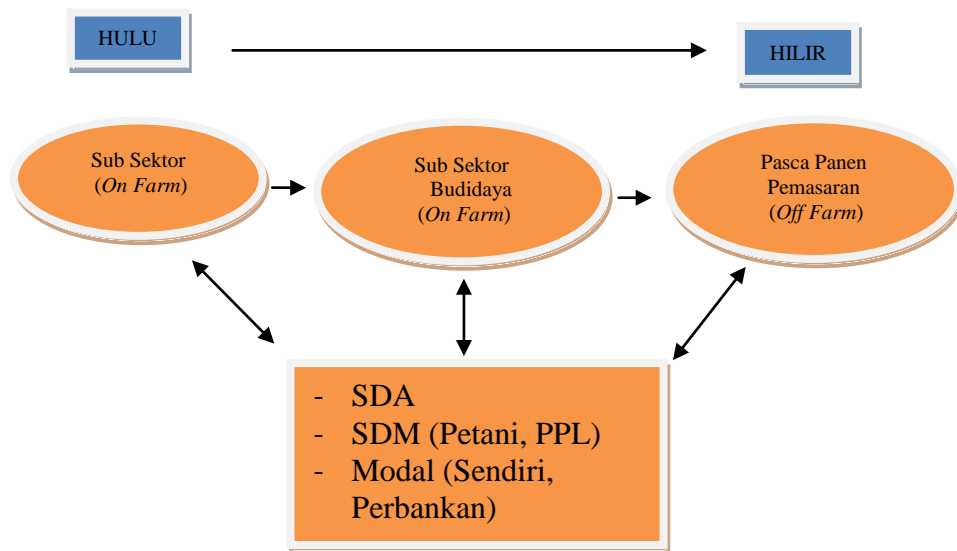 HULU
HILIR
Sub Sektor
(On Farm)
Sub Sektor
Budidaya
(On Farm)
Pasca Panen
Pemasaran
(Off Farm)
- SDA
- SDM (Petani, PPL)
- Modal (Sendiri,
Perbankan)